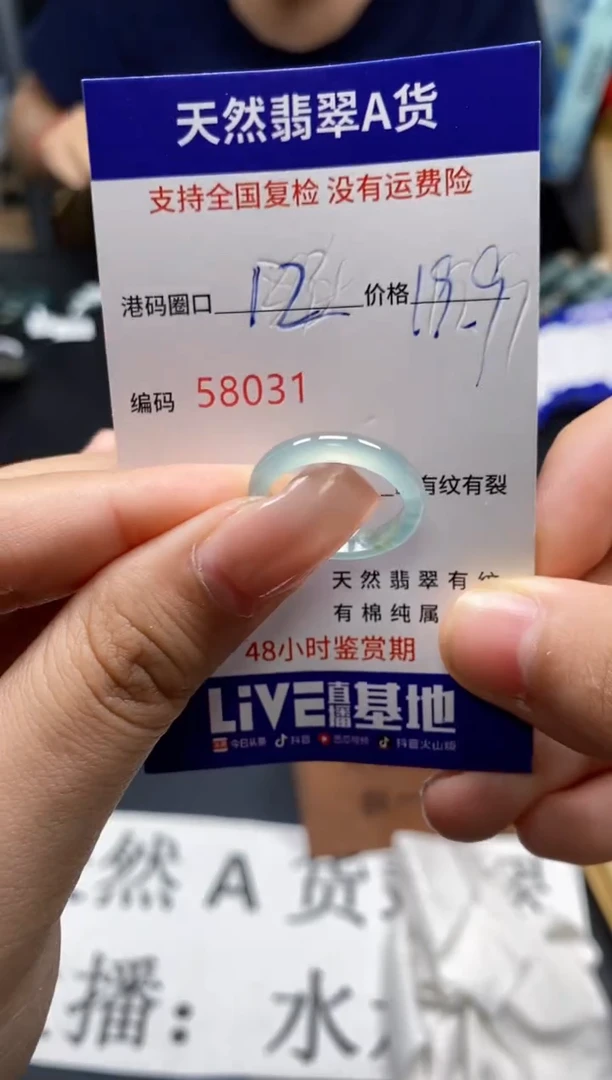 天然翡翠A货
支持全国复检 没有运费险
港码圈口 12 价格
编码 58031
有纹有裂
天然翡翠有纹
有棉纯属
48小时鉴赏期
LiVE直播基地
今日头条 抖音 西瓜视频 抖音火山版
然A货
播：水